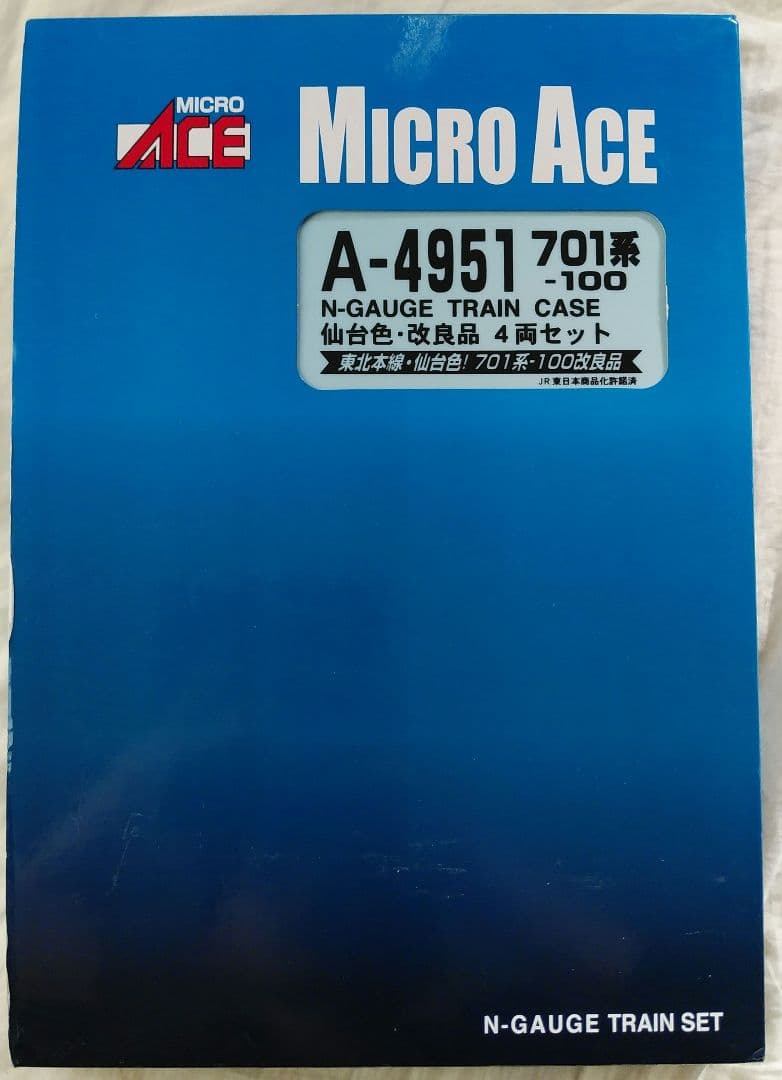 MICRO
ACE
MICRO ACE
A-4951 701系
-100
N-GAUGE TRAIN CASE
仙台色・改良品 4両セット
東北本線・仙台色! 701系-100改良品
JR東日本商品化許諾済
N-GAUGE TRAIN SET